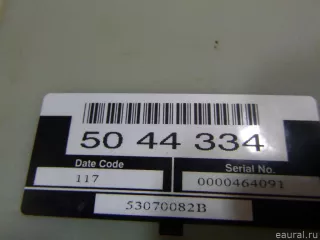 50 44 334
Date Code
Serial No.
117
0000464091
53070082B
eaural.ru